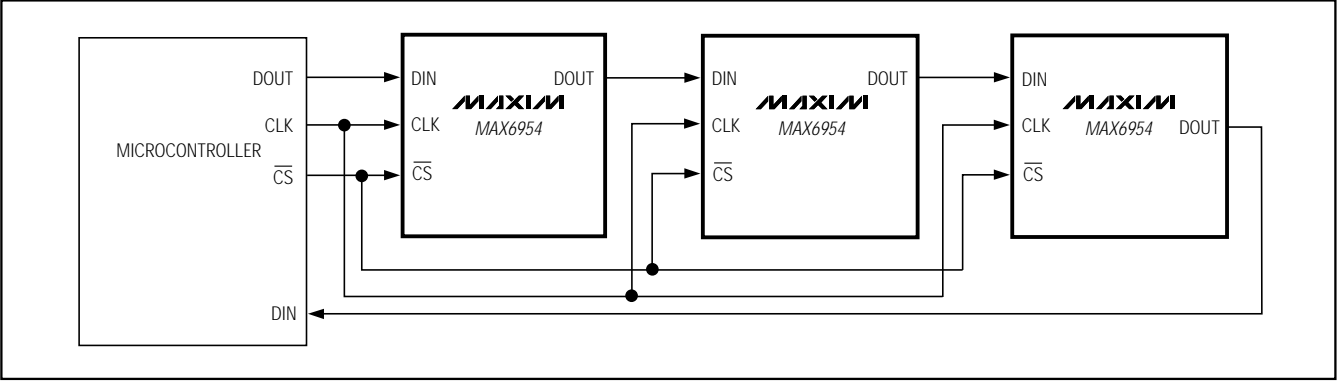 MICROCONTROLLER
DOUT
CLK
CS
DIN
DIN
CLK
CS
DOUT
MAXIM
MAX6954
DIN
CLK
CS
DOUT
MAXIM
MAX6954
DIN
CLK
CS
DOUT
MAXIM
MAX6954